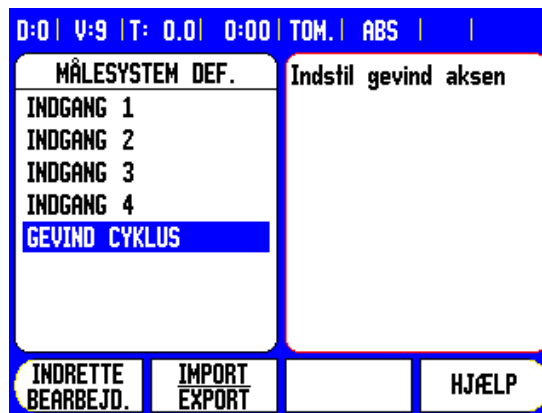 D:0 | V:9 | T: 0.0 | 0:00 | TOM. | ABS | |
MÅLESYSTEM DEF.
INDGANG 1
INDGANG 2
INDGANG 3
INDGANG 4
GEVIND CYKLUS
Indstil gevind aksen
INDRETTE
BEARBEJD.
IMPORT
EXPORT
HJÆLP